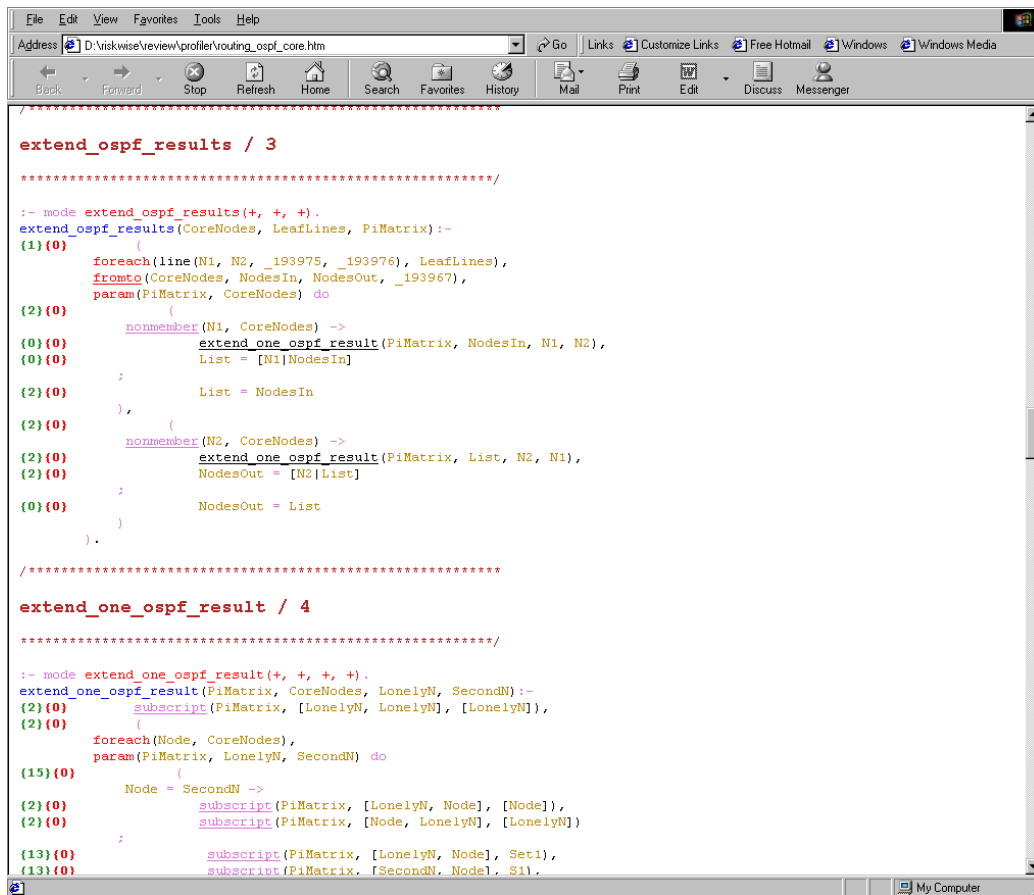 File Edit View Favorites Tools Help
Address D:\riskwise\review\profiler\routing_ospf_core.htm Go Links Customize Links Free Hotmail Windows Windows Media
Back Forward Stop Refresh Home Search Favorites History Mail Print Edit Discuss Messenger
/**********************************************************
extend_ospf_results / 3
**********************************************************/
:- mode extend_ospf_results(+, +, +).
extend_ospf_results(CoreNodes, LeafLines, PiMatrix):-
{1}{0} (
foreach(line(N1, N2, _193975, _193976), LeafLines),
fromto(CoreNodes, NodesIn, NodesOut, _193967),
param(PiMatrix, CoreNodes) do
{2}{0} (
nonmember(N1, CoreNodes) ->
{0}{0} extend_one_ospf_result(PiMatrix, NodesIn, N1, N2),
{0}{0} List = [N1|NodesIn]
;
{2}{0} List = NodesIn
),
{2}{0} (
nonmember(N2, CoreNodes) ->
{2}{0} extend_one_ospf_result(PiMatrix, List, N2, N1),
{2}{0} NodesOut = [N2|List]
;
{0}{0} NodesOut = List
)
).
/**********************************************************
extend_one_ospf_result / 4
**********************************************************/
:- mode extend_one_ospf_result(+, +, +, +).
extend_one_ospf_result(PiMatrix, CoreNodes, LonelyN, SecondN):-
{2}{0} subscript(PiMatrix, [LonelyN, LonelyN], [LonelyN]),
{2}{0} (
foreach(Node, CoreNodes),
param(PiMatrix, LonelyN, SecondN) do
{15}{0} (
Node = SecondN ->
{2}{0} subscript(PiMatrix, [LonelyN, Node], [Node]),
{2}{0} subscript(PiMatrix, [Node, LonelyN], [LonelyN])
;
{13}{0} subscript(PiMatrix, [LonelyN, Node], Set1),
{13}{0} subscript(PiMatrix, [SecondN, Node], S1),
My Computer